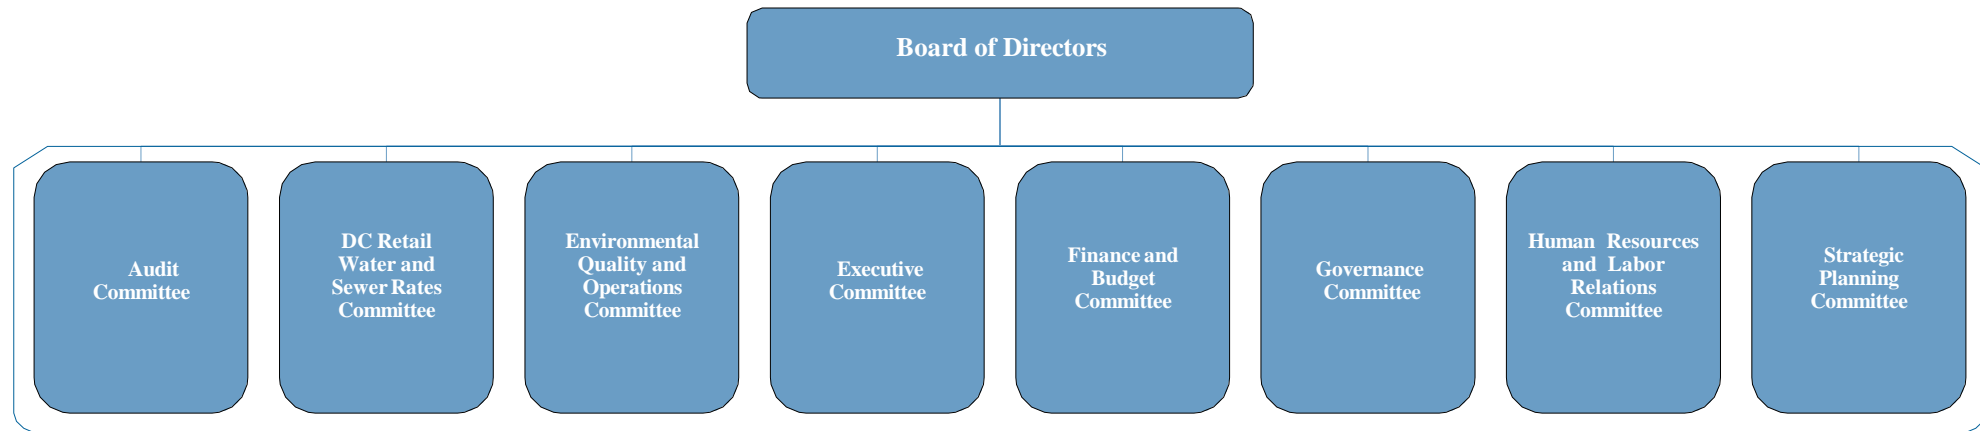 Board of Directors
Audit
Committee
DC Retail
Water and
Sewer Rates
Committee
Environmental
Quality and
Operations
Committee
Executive
Committee
Finance and
Budget
Committee
Governance
Committee
Human Resources
and Labor
Relations
Committee
Strategic
Planning
Committee